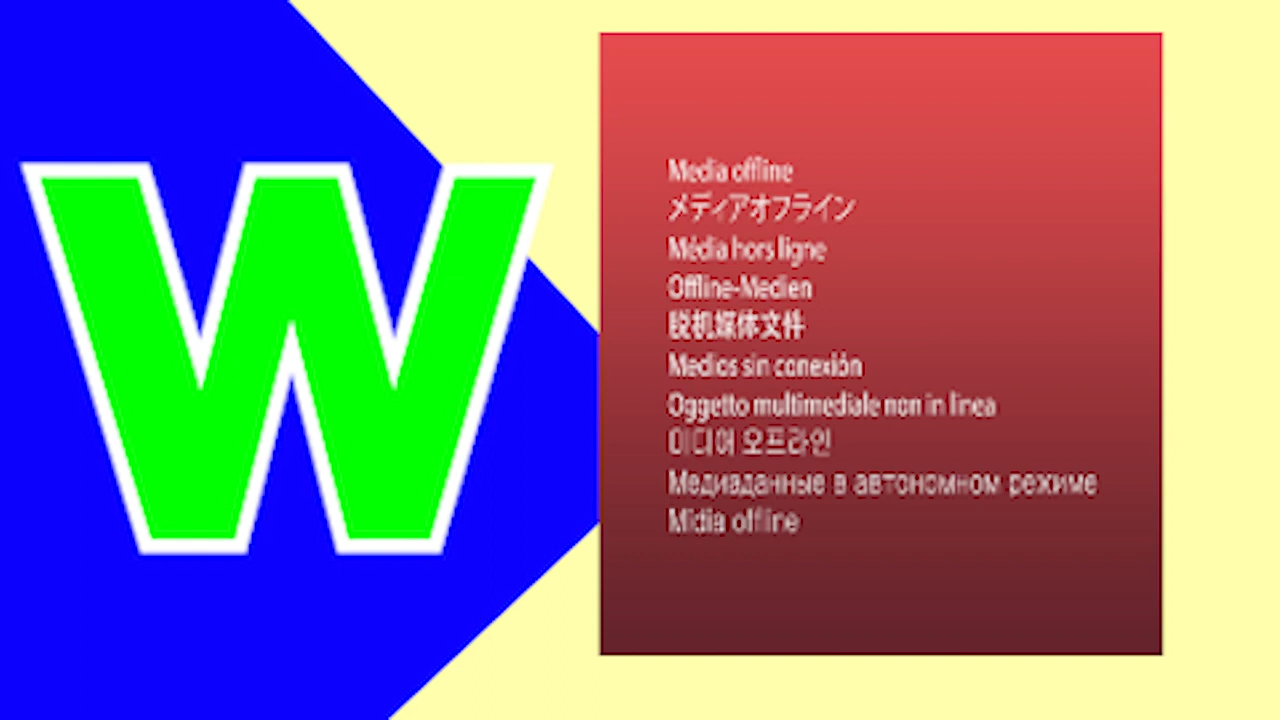 W
Media offline
メディアオフライン
Média hors ligne
Offline-Medien
脱机媒体文件
Medios sin conexión
Oggetto multimediale non in linea
미디어 오프라인
Медиаданные в автономном режиме
Mídia offline